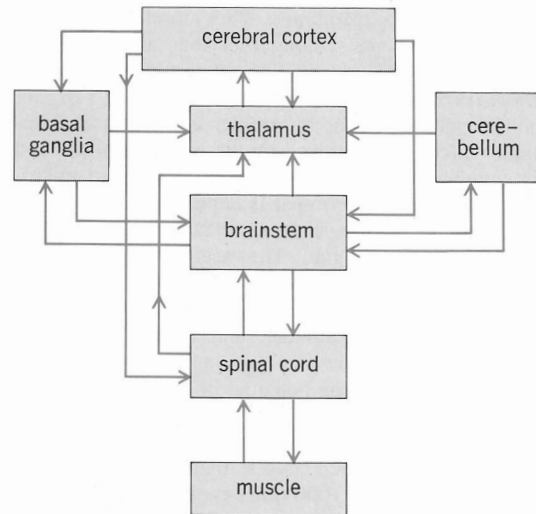 cerebral cortex
basal
ganglia
thalamus
cere-
bellum
brainstem
spinal cord
muscle